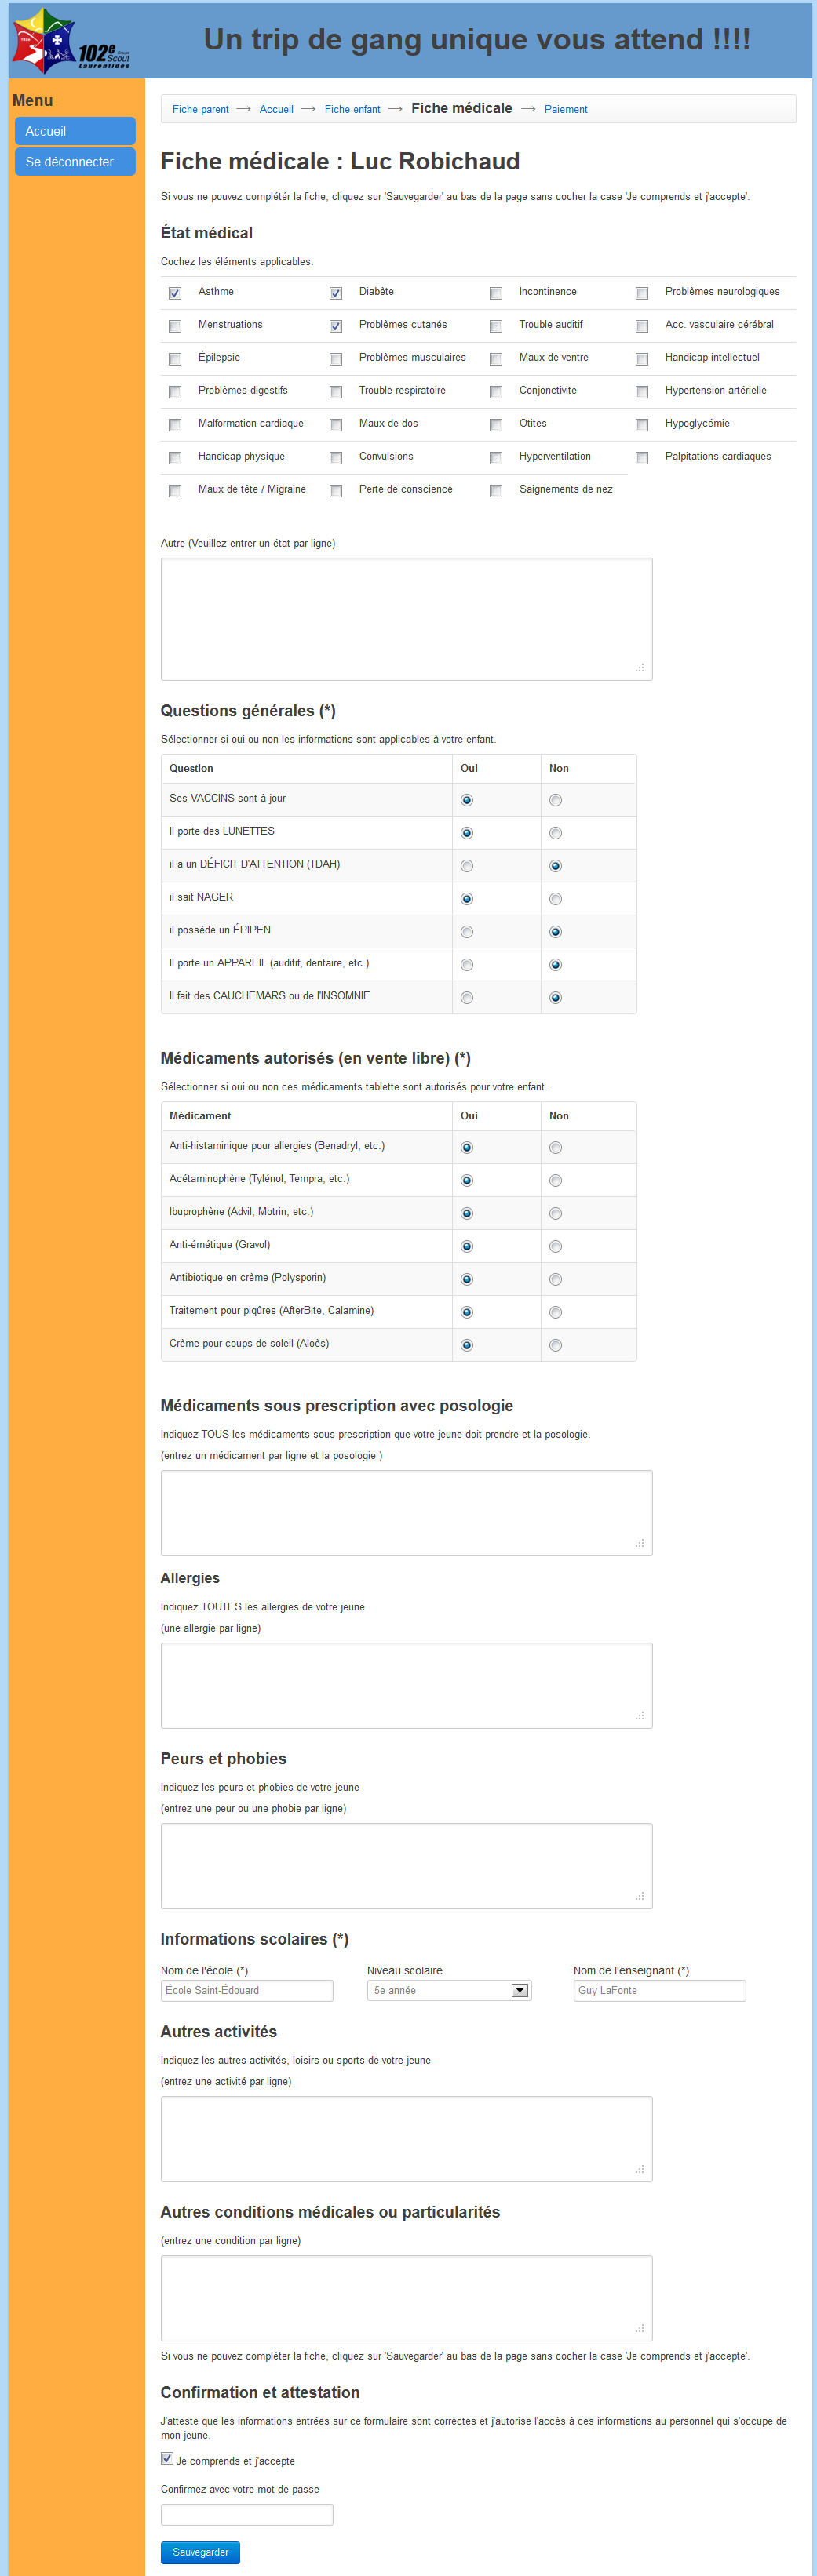 102e Groupe Scout Laurentides
Un trip de gang unique vous attend !!!!
Menu
Accueil
Se déconnecter
Fiche parent → Accueil → Fiche enfant → Fiche médicale → Paiement
Fiche médicale : Luc Robichaud
Si vous ne pouvez complétér la fiche, cliquez sur 'Sauvegarder' au bas de la page sans cocher la case 'Je comprends et j'accepte'.
État médical
Cochez les éléments applicables.
Asthme Diabète Incontinence Problèmes neurologiques
Menstruations Problèmes cutanés Trouble auditif Acc. vasculaire cérébral
Épilepsie Problèmes musculaires Maux de ventre Handicap intellectuel
Problèmes digestifs Trouble respiratoire Conjonctivite Hypertension artérielle
Malformation cardiaque Maux de dos Otites Hypoglycémie
Handicap physique Convulsions Hyperventilation Palpitations cardiaques
Maux de tête / Migraine Perte de conscience Saignements de nez
Autre (Veuillez entrer un état par ligne)
Questions générales (*)
Sélectionner si oui ou non les informations sont applicables à votre enfant.
Question Oui Non
Ses VACCINS sont à jour
Il porte des LUNETTES
il a un DÉFICIT D'ATTENTION (TDAH)
il sait NAGER
il possède un ÉPIPEN
Il porte un APPAREIL (auditif, dentaire, etc.)
Il fait des CAUCHEMARS ou de l'INSOMNIE
Médicaments autorisés (en vente libre) (*)
Sélectionner si oui ou non ces médicaments tablette sont autorisés pour votre enfant.
Médicament Oui Non
Anti-histaminique pour allergies (Benadryl, etc.)
Acétaminophène (Tylénol, Tempra, etc.)
Ibuprophène (Advil, Motrin, etc.)
Anti-émétique (Gravol)
Antibiotique en crème (Polysporin)
Traitement pour piqûres (AfterBite, Calamine)
Crème pour coups de soleil (Aloès)
Médicaments sous prescription avec posologie
Indiquez TOUS les médicaments sous prescription que votre jeune doit prendre et la posologie.
(entrez un médicament par ligne et la posologie )
Allergies
Indiquez TOUTES les allergies de votre jeune
(une allergie par ligne)
Peurs et phobies
Indiquez les peurs et phobies de votre jeune
(entrez une peur ou une phobie par ligne)
Informations scolaires (*)
Nom de l'école (*) Niveau scolaire Nom de l'enseignant (*)
École Saint-Édouard 5e année Guy LaFonte
Autres activités
Indiquez les autres activités, loisirs ou sports de votre jeune
(entrez une activité par ligne)
Autres conditions médicales ou particularités
(entrez une condition par ligne)
Si vous ne pouvez compléter la fiche, cliquez sur 'Sauvegarder' au bas de la page sans cocher la case 'Je comprends et j'accepte'.
Confirmation et attestation
J'atteste que les informations entrées sur ce formulaire sont correctes et j'autorise l'accès à ces informations au personnel qui s'occupe de
mon jeune.
Je comprends et j'accepte
Confirmez avec votre mot de passe
Sauvegarder